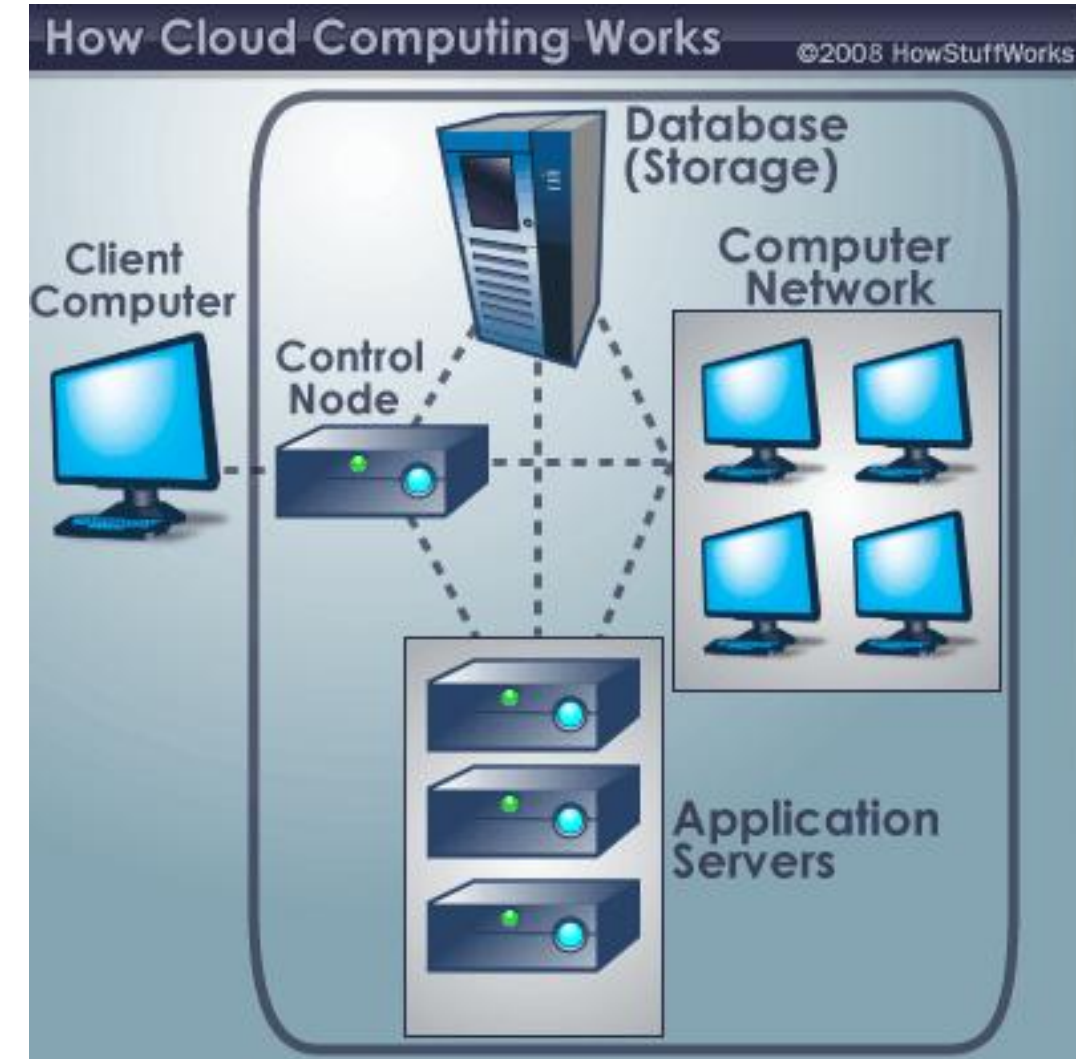 How Cloud Computing Works
©2008 HowStuffWorks
Database
(Storage)
Computer
Network
Client
Computer
Control
Node
Application
Servers